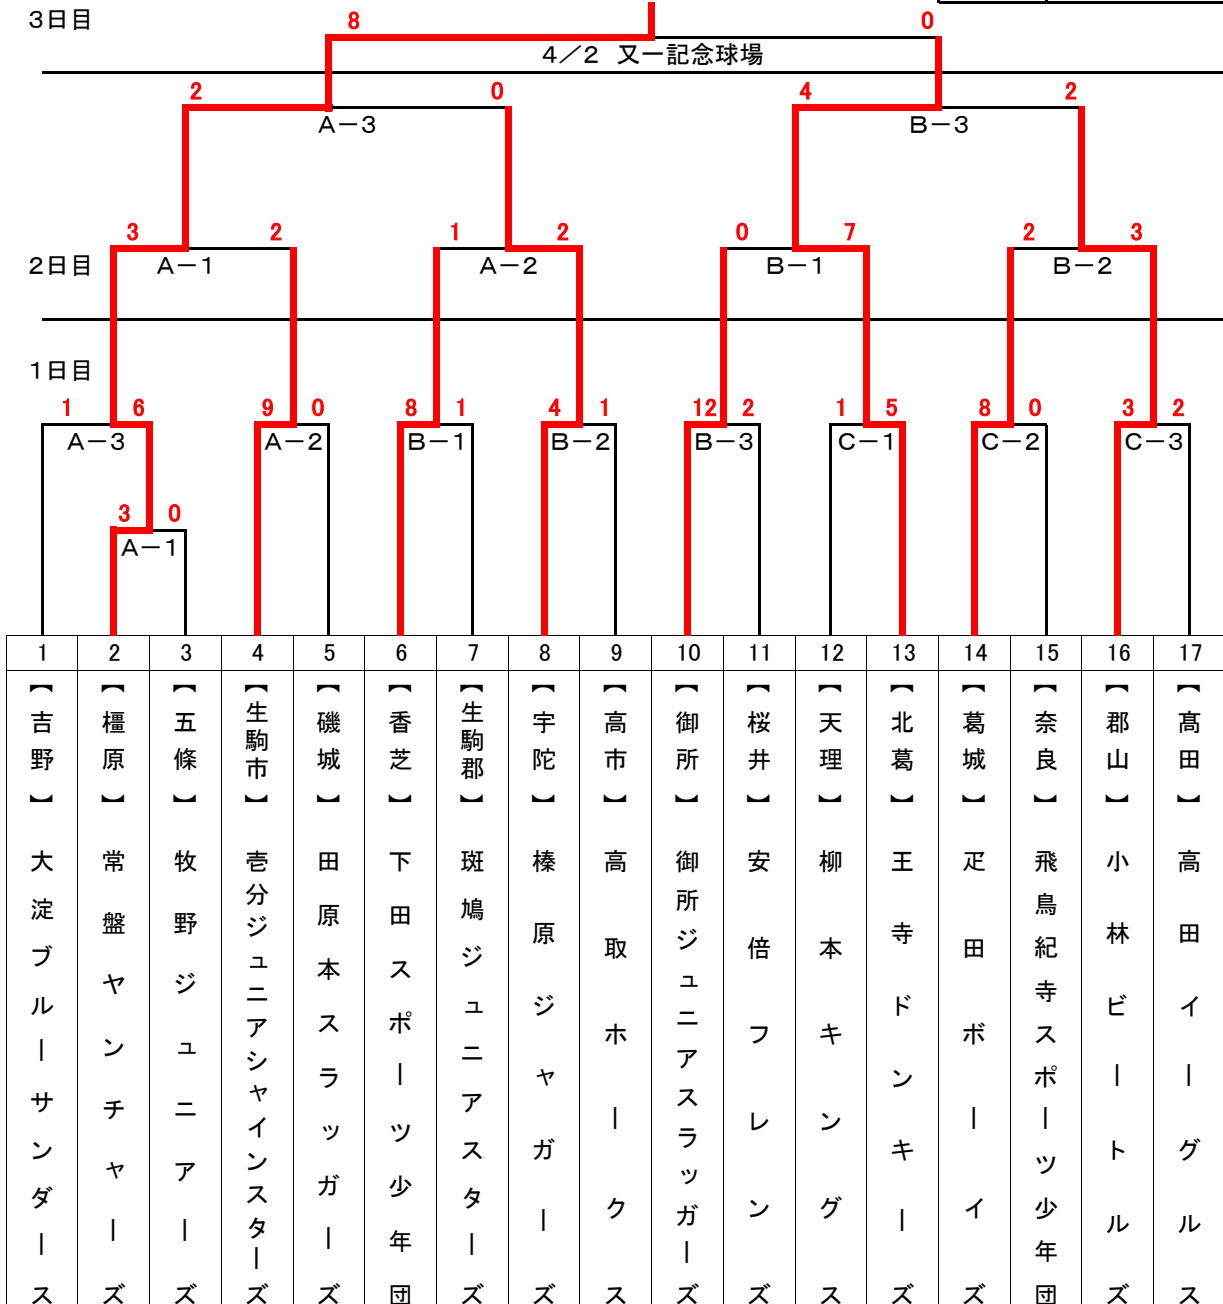 3日目
8 0
4／2 又一記念球場
2 0 4 2
A－3 B－3
3 2 1 2 0 7 2 3
2日目
A－1 A－2 B－1 B－2
1日目
1 6 9 0 8 1 4 1 12 2 1 5 8 0 3 2
A－3 A－2 B－1 B－2 B－3 C－1 C－2 C－3
3 0
A－1
1 2 3 4 5 6 7 8 9 10 11 12 13 14 15 16 17
【吉野】大淀ブルーサンダース
【橿原】常盤ヤンチャーズ
【五條】牧野ジュニアーズ
【生駒市】壱分ジュニアシャインスターズ
【磯城】田原本スラッガーズ
【香芝】下田スポーツ少年団
【生駒郡】斑鳩ジュニアスターズ
【宇陀】榛原ジャガーズ
【高市】高取ホークス
【御所】御所ジュニアスラッガーズ
【桜井】安倍フレンズ
【天理】柳本キングス
【北葛】王寺ドンキーズ
【葛城】疋田ボーイズ
【奈良】飛鳥紀寺スポーツ少年団
【郡山】小林ビートルズ
【髙田】高田イーグルス